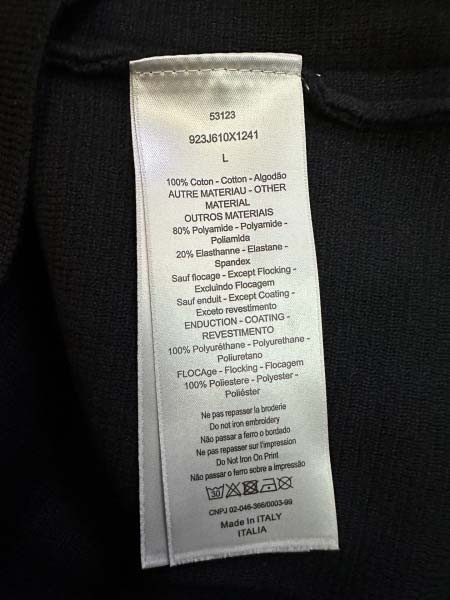 53123
923J610X1241
L
100% Coton - Cotton - Algodão
AUTRE MATERIAU - OTHER
MATERIAL
OUTROS MATERIAIS
80% Polyamide - Polyamide -
Poliamida
20% Elasthanne - Elastane -
Spandex
Sauf flocage - Except Flocking -
Excluindo Flocagem
Sauf enduit - Except Coating -
Exceto revestimento
ENDUCTION - COATING -
REVESTIMENTO
100% Polyuréthane - Polyurethane -
Poliuretano
FLOCAge - Flocking - Flocagem
100% Poliestere - Polyester -
Poliéster
Ne pas repasser la broderie
Do not iron embroidery
Não passar a ferro o bordado
Ne pas repasser sur l'impression
Do Not Iron On Print
Não passar o ferro sobre a impressão
30
CNPJ 02-046-366/0003-99
Made in ITALY
ITALIA